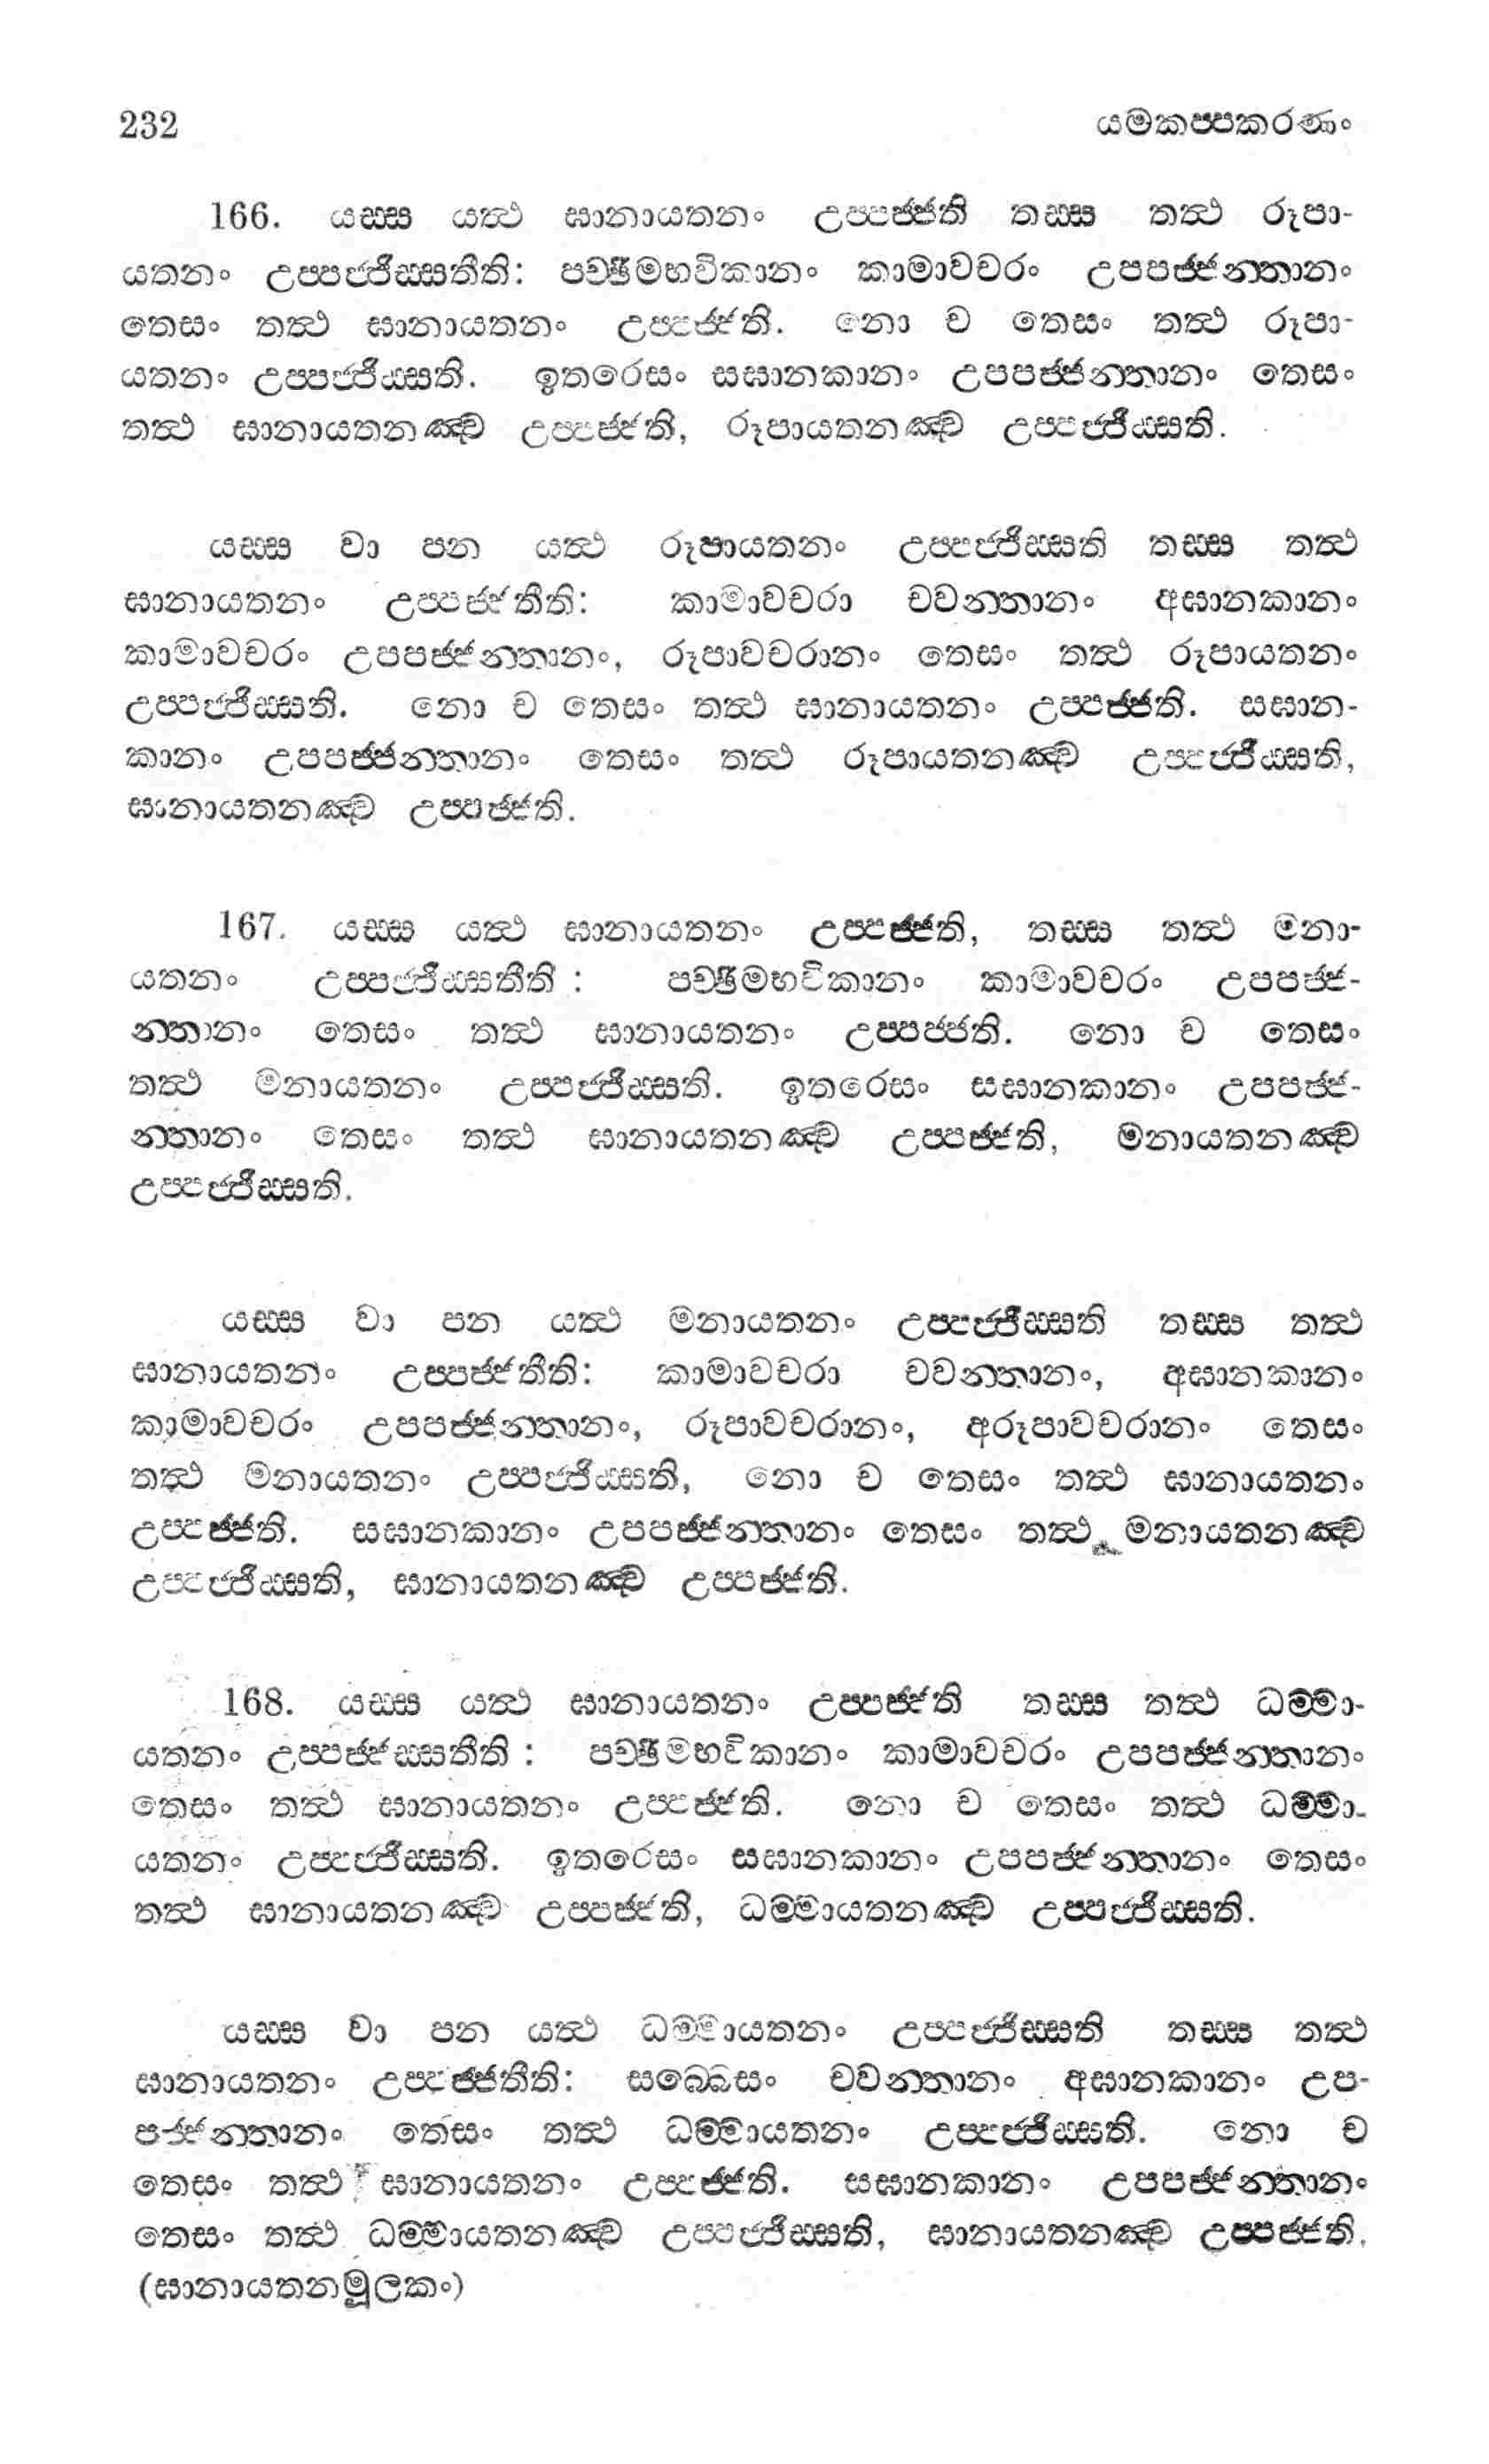 232 යමකප්පකරණං
166. යස්ස යත්ථ ඝානායතනං උප්පජ්ජති තස්ස තත්ථ රූපා-
යතනං උප්පජ්ජිස්සතීති: පච්ඡිමභවිකානං කාමාවචරං උපපජ්ජන්තානං
තෙසං තත්ථ ඝානායතනං උප්පජ්ජති. නො ච තෙසං තත්ථ රූපා-
යතනං උප්පජ්ජිස්සති. ඉතරෙසං සඝානකානං උපපජ්ජන්තානං තෙසං
තත්ථ ඝානායතනඤ්ච උප්පජ්ජති, රූපායතනඤ්ච උප්පජ්ජිස්සති.
යස්ස වා පන යත්ථ රූපායතනං උප්පජ්ජිස්සති තස්ස තත්ථ
ඝානායතනං උප්පජ්ජතීති: කාමාවචරා චවන්තානං අඝානකානං
කාමාවචරං උපපජ්ජන්තානං, රූපාවචරානං තෙසං තත්ථ රූපායතනං
උප්පජ්ජිස්සති. නො ච තෙසං තත්ථ ඝානායතනං උප්පජ්ජති. සඝාන-
කානං උපපජ්ජන්තානං තෙසං තත්ථ රූපායතනඤ්ච උප්පජ්ජිස්සති,
ඝානායතනඤ්ච උප්පජ්ජති.
167. යස්ස යත්ථ ඝානායතනං උප්පජ්ජති, තස්ස තත්ථ මනා-
යතනං උප්පජ්ජිස්සතීති : පච්ඡිමභවිකානං කාමාවචරං උපපජ්ජ-
න්තානං තෙසං තත්ථ ඝානායතනං උප්පජ්ජති. නො ච තෙසං
තත්ථ මනායතනං උප්පජ්ජිස්සති. ඉතරෙසං සඝානකානං උපපජ්ජ-
න්තානං තෙසං තත්ථ ඝානායතනඤ්ච උප්පජ්ජති, මනායතනඤ්ච
උප්පජ්ජිස්සති.
යස්ස වා පන යත්ථ මනායතනං උප්පජ්ජිස්සති තස්ස තත්ථ
ඝානායතනං උප්පජ්ජතීති: කාමාවචරා චවන්තානං, අඝානකානං
කාමාවචරං උපපජ්ජන්තානං, රූපාවචරානං, අරූපාවචරානං තෙසං
තත්ථ මනායතනං උප්පජ්ජිස්සති, නො ච තෙසං තත්ථ ඝානායතනං
උප්පජ්ජති. සඝානකානං උපපජ්ජන්තානං තෙසං තත්ථ මනායතනඤ්ච
උප්පජ්ජිස්සති, ඝානායතනඤ්ච උප්පජ්ජති.
168. යස්ස යත්ථ ඝානායතනං උප්පජ්ජති තස්ස තත්ථ ධම්මා-
යතනං උප්පජ්ජස්සතීති : පච්ඡිමභවිකානං කාමාවචරං උපපජ්ජන්තානං
තෙසං තත්ථ ඝානායතනං උප්පජ්ජති. නො ච තෙසං තත්ථ ධම්මා-
යතනං උප්පජ්ජිස්සති. ඉතරෙසං සඝානකානං උපපජ්ජන්තානං තෙසං
තත්ථ ඝානායතනඤ්ච උප්පජ්ජති, ධම්මායතනඤ්ච උප්පජ්ජිස්සති.
යස්ස වා පන යත්ථ ධම්මායතනං උප්පජ්ජිස්සති තස්ස තත්ථ
ඝානායතනං උප්පජ්ජතීති: සබ්බෙසං චවන්තානං අඝානකානං උප-
පජ්ජන්තානං තෙසං තත්ථ ධම්මායතනං උප්පජ්ජිස්සති. නො ච
තෙසං තත්ථ ඝානායතනං උප්පජ්ජති. සඝානකානං උපපජ්ජන්තානං
තෙසං තත්ථ ධම්මායතනඤ්ච උප්පජ්ජිස්සති, ඝානායතනඤ්ච උප්පජ්ජති.
(ඝානායතනමූලකං)